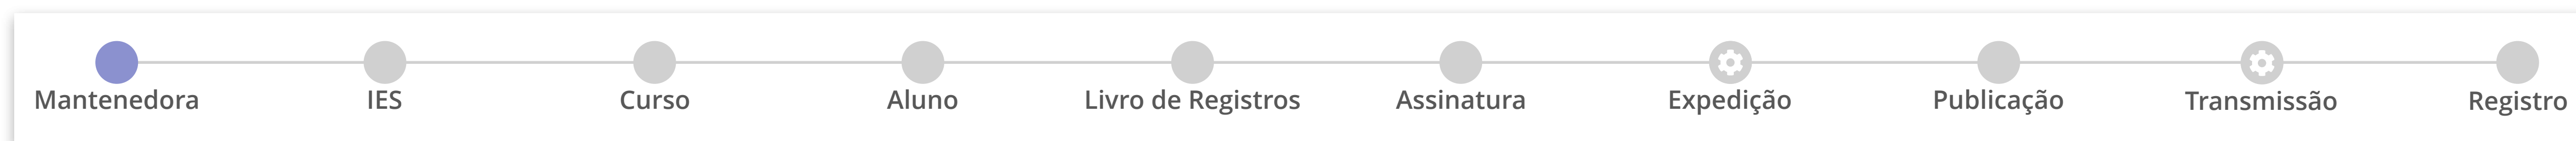 Mantenedora IES Curso Aluno Livro de Registros Assinatura Expedição Publicação Transmissão Registro